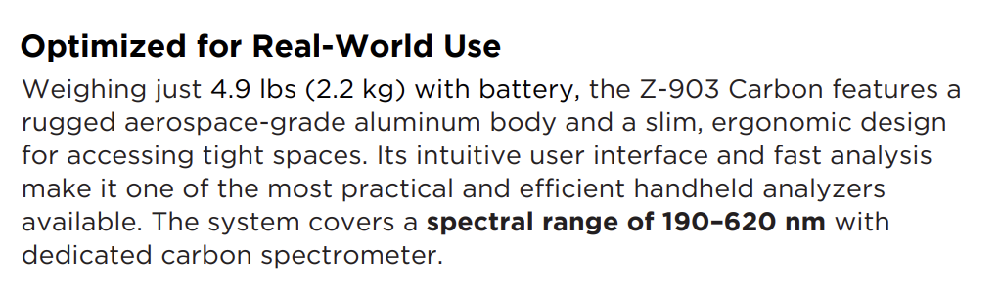 Optimized for Real-World Use
Weighing just 4.9 lbs (2.2 kg) with battery, the Z-903 Carbon features a
rugged aerospace-grade aluminum body and a slim, ergonomic design
for accessing tight spaces. Its intuitive user interface and fast analysis
make it one of the most practical and efficient handheld analyzers
available. The system covers a spectral range of 190–620 nm with
dedicated carbon spectrometer.